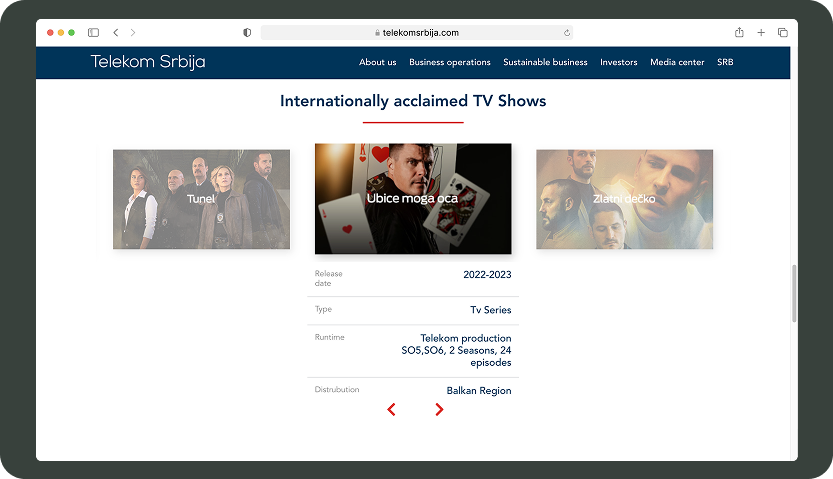 telekomsrbija.com
Telekom Srbija
About us Business operations Sustainable business Investors Media center SRB
Internationally acclaimed TV Shows
Tunel
K
Ubice moga oca
Zlatni dečko
Release
date
2022-2023
Type
Tv Series
Runtime
Telekom production
SO5,SO6, 2 Seasons, 24
episodes
Distrubution
Balkan Region